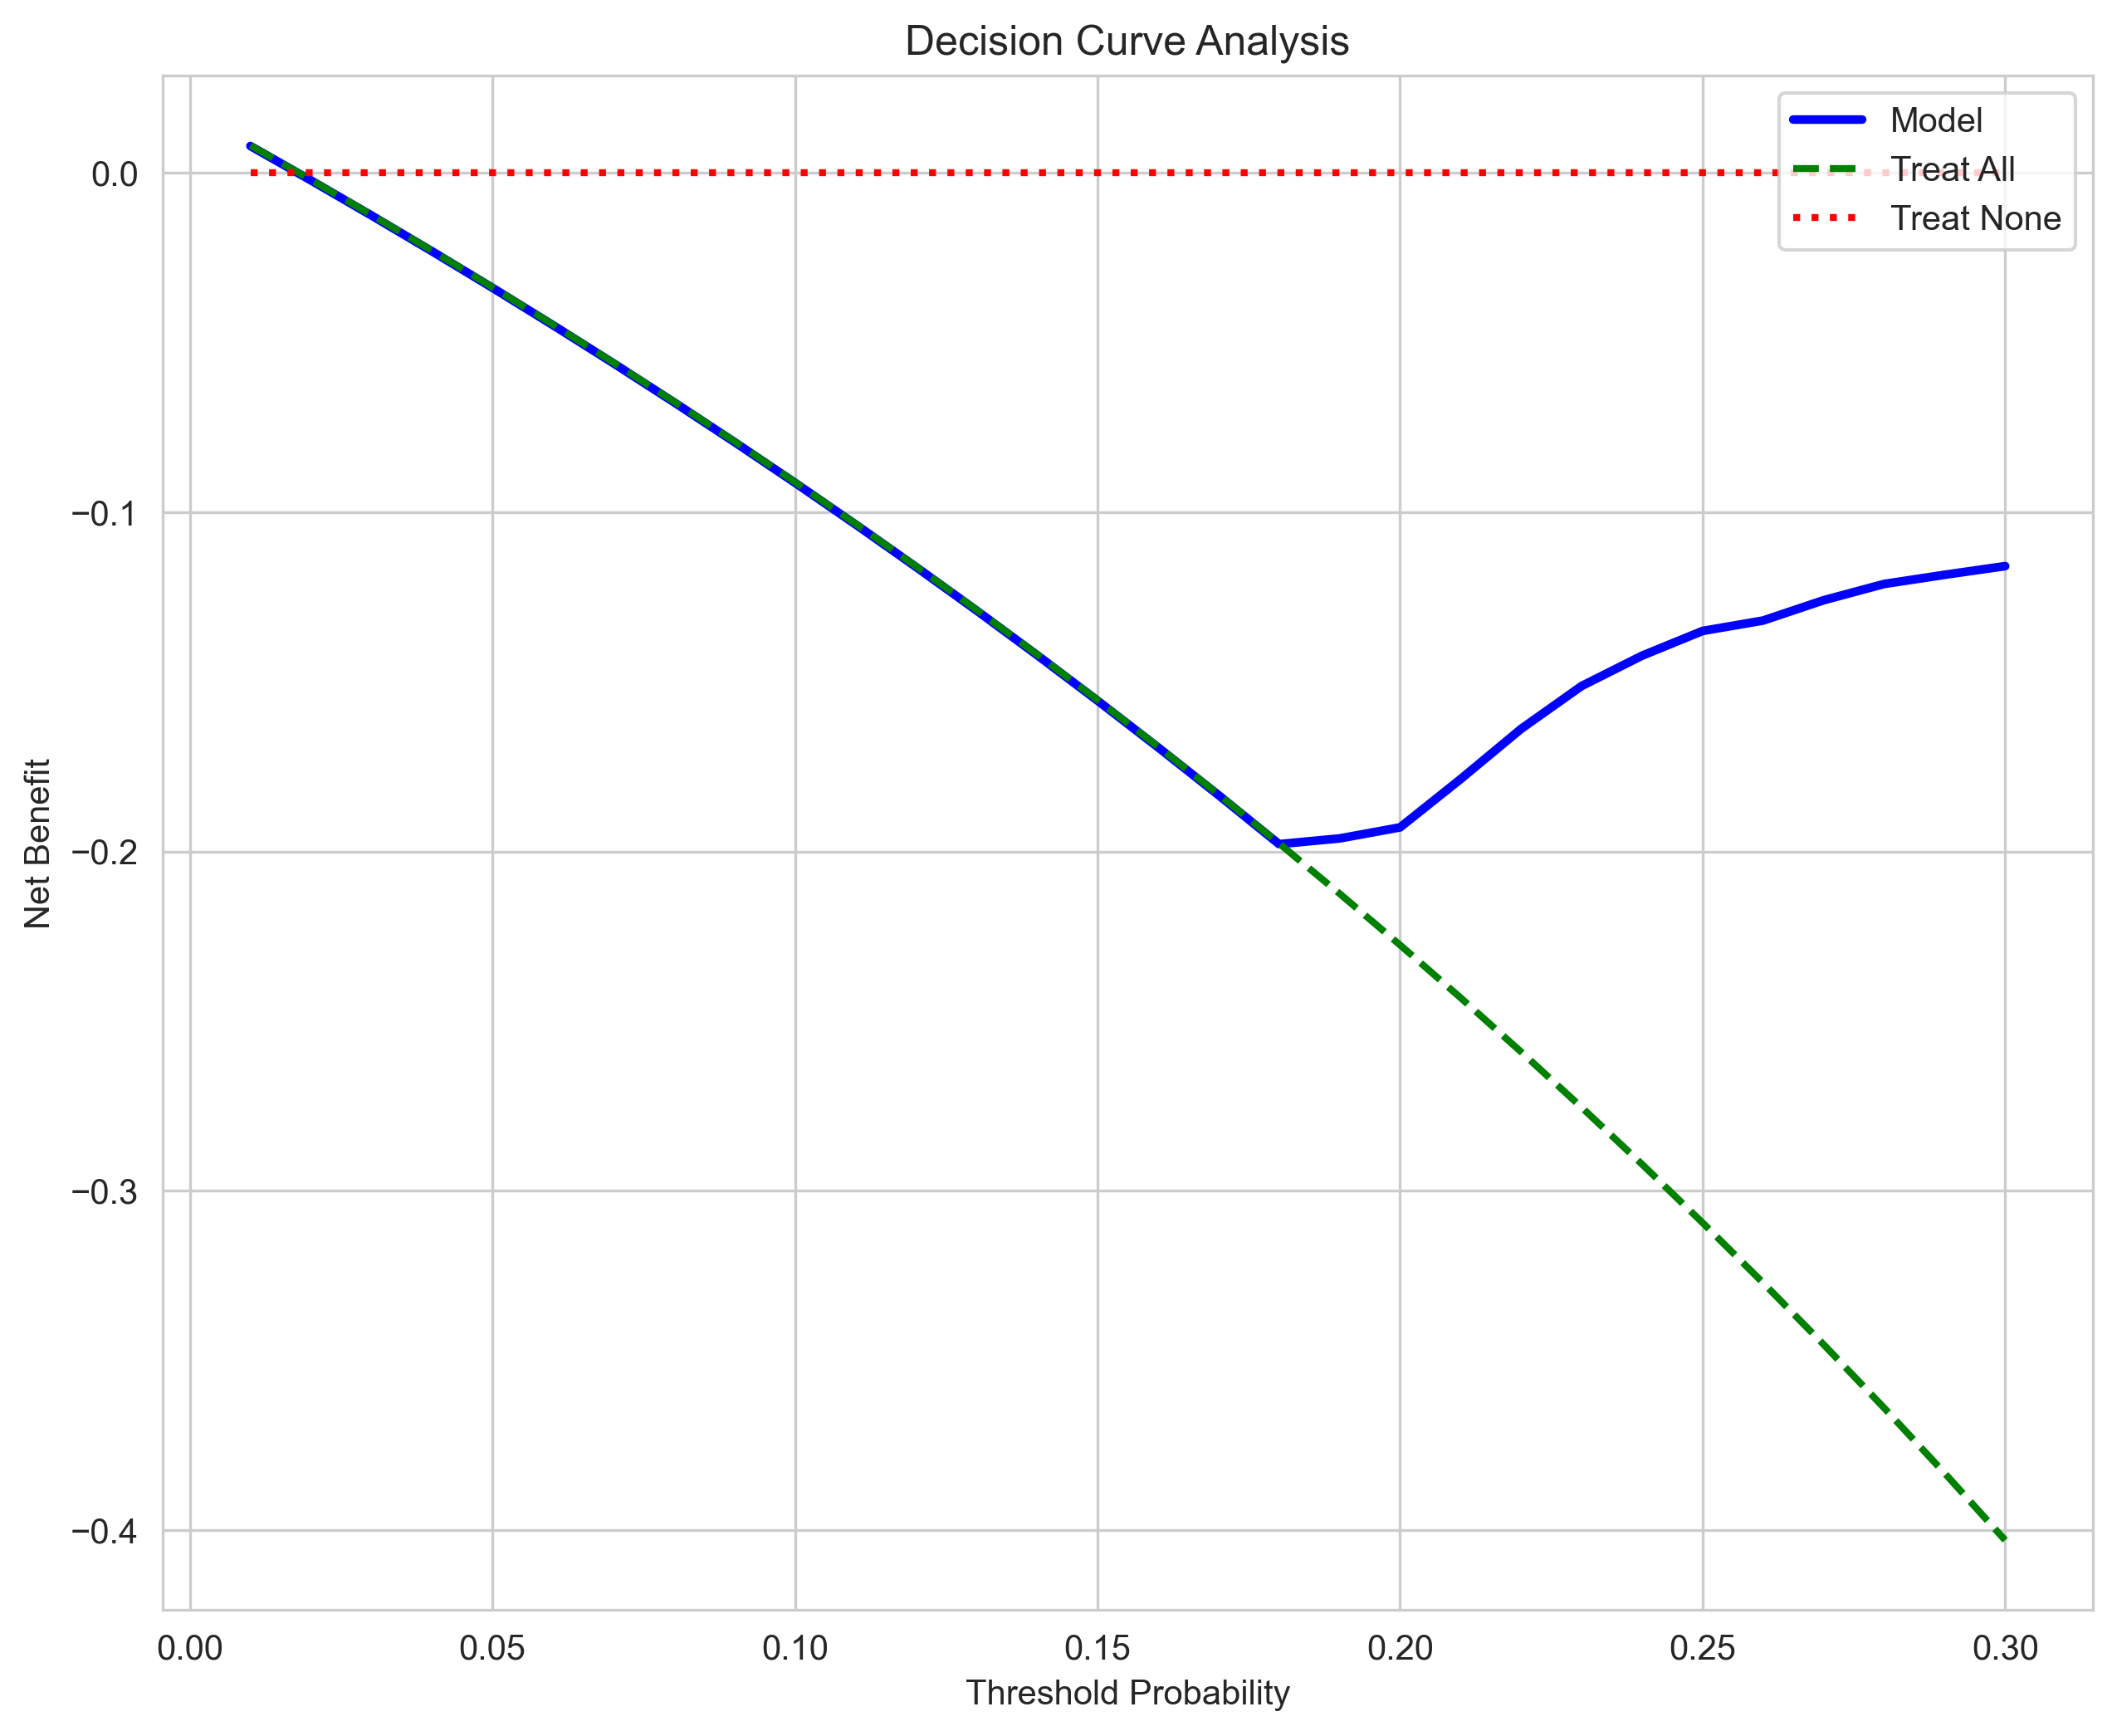 Decision Curve Analysis
Model
Treat All
Treat None
Net Benefit
0.0
−0.1
−0.2
−0.3
−0.4
0.00 0.05 0.10 0.15 0.20 0.25 0.30
Threshold Probability